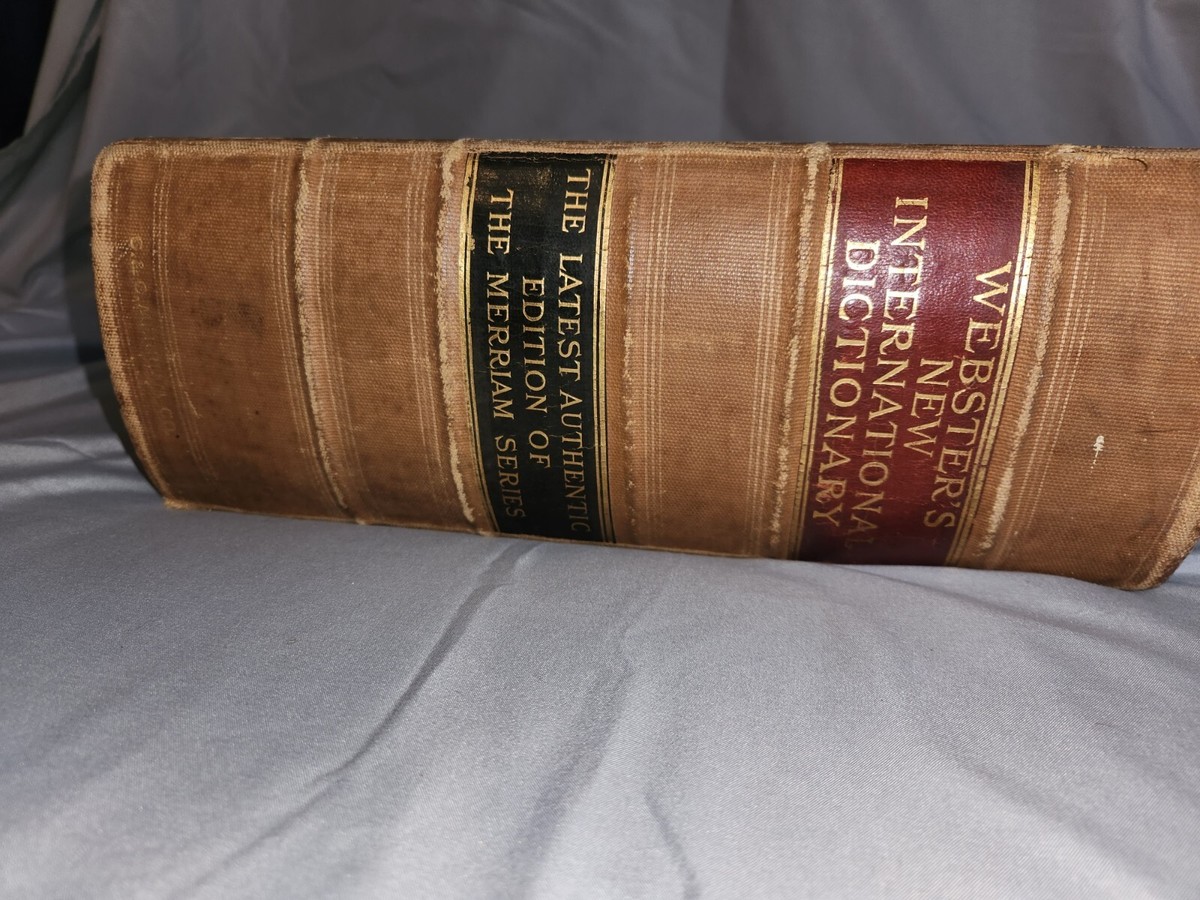 WEBSTER'S
NEW
INTERNATIONAL
DICTIONARY
THE LATEST AUTHENTIC
EDITION OF
THE MERRIAM SERIES